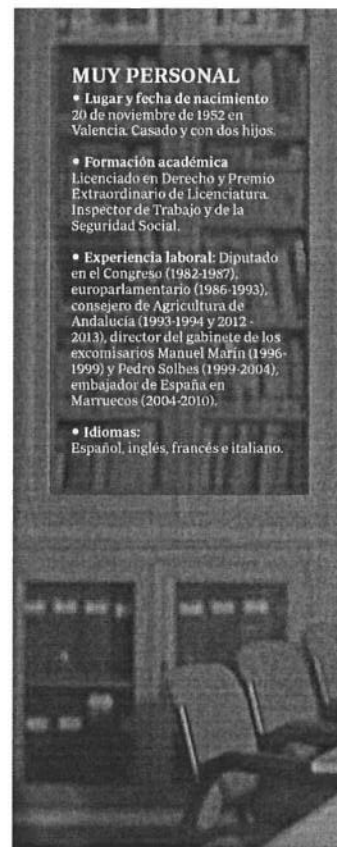 MUY PERSONAL
• Lugar y fecha de nacimiento
20 de noviembre de 1952 en
Valencia. Casado y con dos hijos.
• Formación académica
Licenciado en Derecho y Premio
Extraordinario de Licenciatura.
Inspector de Trabajo y de la
Seguridad Social.
• Experiencia laboral: Diputado
en el Congreso (1982-1987),
europarlamentario (1986-1993),
consejero de Agricultura de
Andalucía (1993-1994 y 2012 -
2013), director del gabinete de los
excomisarios Manuel Marín (1996-
1999) y Pedro Solbes (1999-2004),
embajador de España en
Marruecos (2004-2010).
• Idiomas:
Español, inglés, francés e italiano.